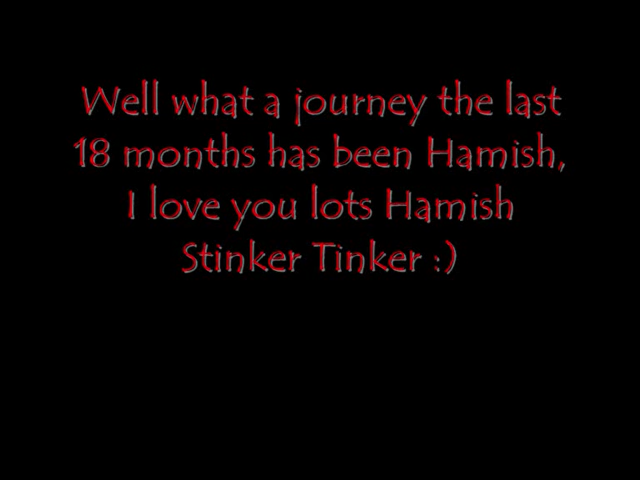 Well what a journey the last
18 months has been Hamish,
I love you lots Hamish
Stinker Tinker :)